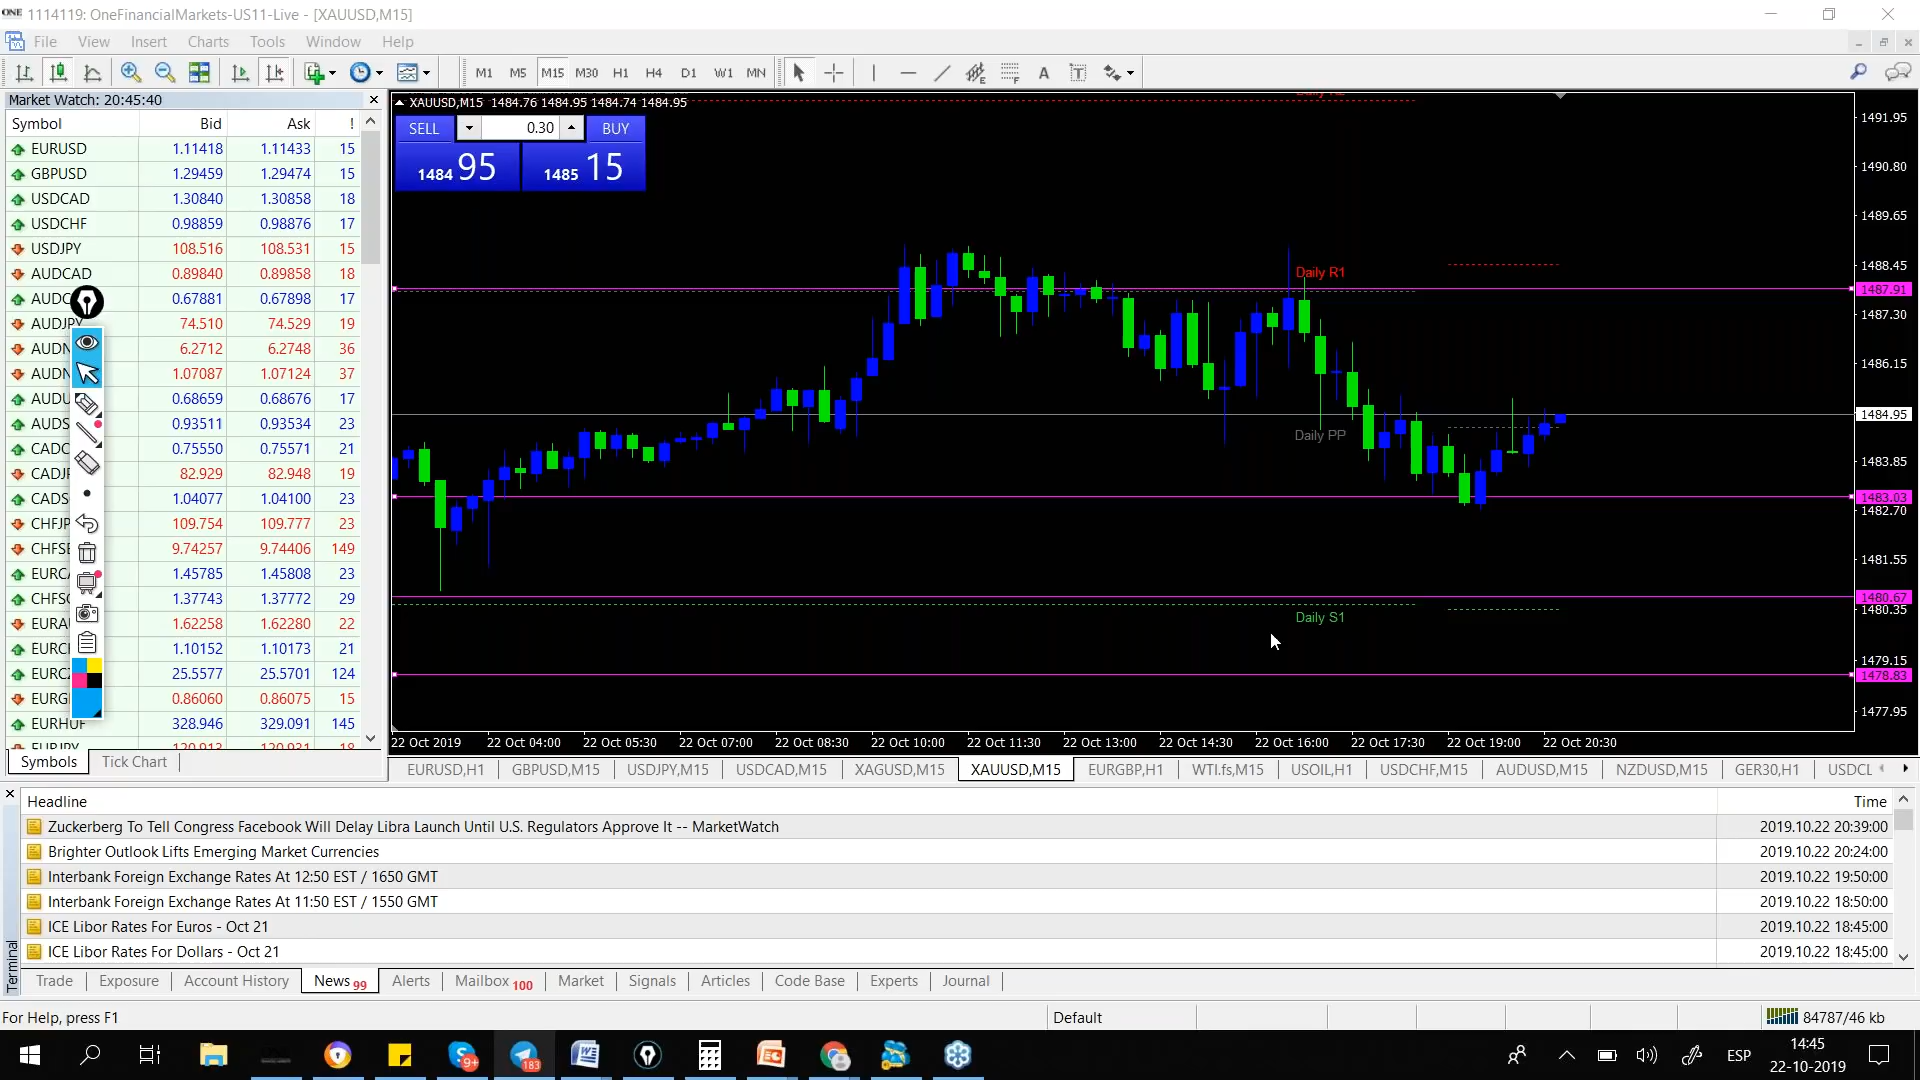 ONE 1114119: OneFinancialMarkets-US11-Live - [XAUUSD,M15]
File View Insert Charts Tools Window Help
M1 M5 M15 M30 H1 H4 D1 W1 MN
Market Watch: 20:45:40
Symbol Bid Ask !
EURUSD 1.11418 1.11433 15
GBPUSD 1.29459 1.29474 15
USDCAD 1.30840 1.30858 18
USDCHF 0.98859 0.98876 17
USDJPY 108.516 108.531 15
AUDCAD 0.89840 0.89858 18
AUDC 0.67881 0.67898 17
AUDJPY 74.510 74.529 19
AUDN 6.2712 6.2748 36
AUDN 1.07087 1.07124 37
AUDU 0.68659 0.68676 17
AUDS 0.93511 0.93534 23
CADC 0.75550 0.75571 21
CADJP 82.929 82.948 19
CADS 1.04077 1.04100 23
CHFJP 109.754 109.777 23
CHFSE 9.74257 9.74406 149
EURCA 1.45785 1.45808 23
CHFSG 1.37743 1.37772 29
EURA 1.62258 1.62280 22
EURC 1.10152 1.10173 21
EURCZ 25.5577 25.5701 124
EURG 0.86060 0.86075 15
EURHUF 328.946 329.091 145
EURJPY 120.913 120.931 18
Symbols Tick Chart
XAUUSD,M15 1484.76 1484.95 1484.74 1484.95
SELL 0.30 BUY
1484 95 1485 15
Daily R1
Daily PP
Daily S1
1491.95
1490.80
1489.65
1488.45
1487.91
1487.30
1486.15
1484.95
1483.85
1483.03
1482.70
1481.55
1480.67
1480.35
1479.15
1478.83
1477.95
22 Oct 2019 22 Oct 04:00 22 Oct 05:30 22 Oct 07:00 22 Oct 08:30 22 Oct 10:00 22 Oct 11:30 22 Oct 13:00 22 Oct 14:30 22 Oct 16:00 22 Oct 17:30 22 Oct 19:00 22 Oct 20:30
EURUSD,H1 GBPUSD,M15 USDJPY,M15 USDCAD,M15 XAGUSD,M15 XAUUSD,M15 EURGBP,H1 WTI.fs,M15 USOIL,H1 USDCHF,M15 AUDUSD,M15 NZDUSD,M15 GER30,H1 USDCL
Headline Time
Zuckerberg To Tell Congress Facebook Will Delay Libra Launch Until U.S. Regulators Approve It -- MarketWatch 2019.10.22 20:39:00
Brighter Outlook Lifts Emerging Market Currencies 2019.10.22 20:24:00
Interbank Foreign Exchange Rates At 12:50 EST / 1650 GMT 2019.10.22 19:50:00
Interbank Foreign Exchange Rates At 11:50 EST / 1550 GMT 2019.10.22 18:50:00
ICE Libor Rates For Euros - Oct 21 2019.10.22 18:45:00
ICE Libor Rates For Dollars - Oct 21 2019.10.22 18:45:00
Terminal
Trade Exposure Account History News 99 Alerts Mailbox 100 Market Signals Articles Code Base Experts Journal
For Help, press F1 Default 84787/46 kb
9+ 183 ESP 14:45
22-10-2019